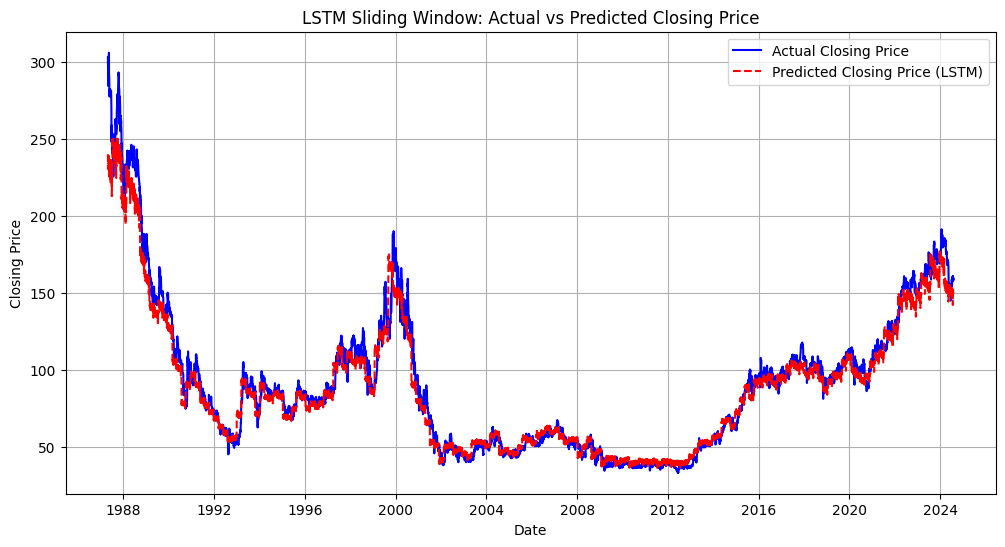 LSTM Sliding Window: Actual vs Predicted Closing Price
Actual Closing Price
Predicted Closing Price (LSTM)
Closing Price
300
250
200
150
100
50
1988 1992 1996 2000 2004 2008 2012 2016 2020 2024
Date